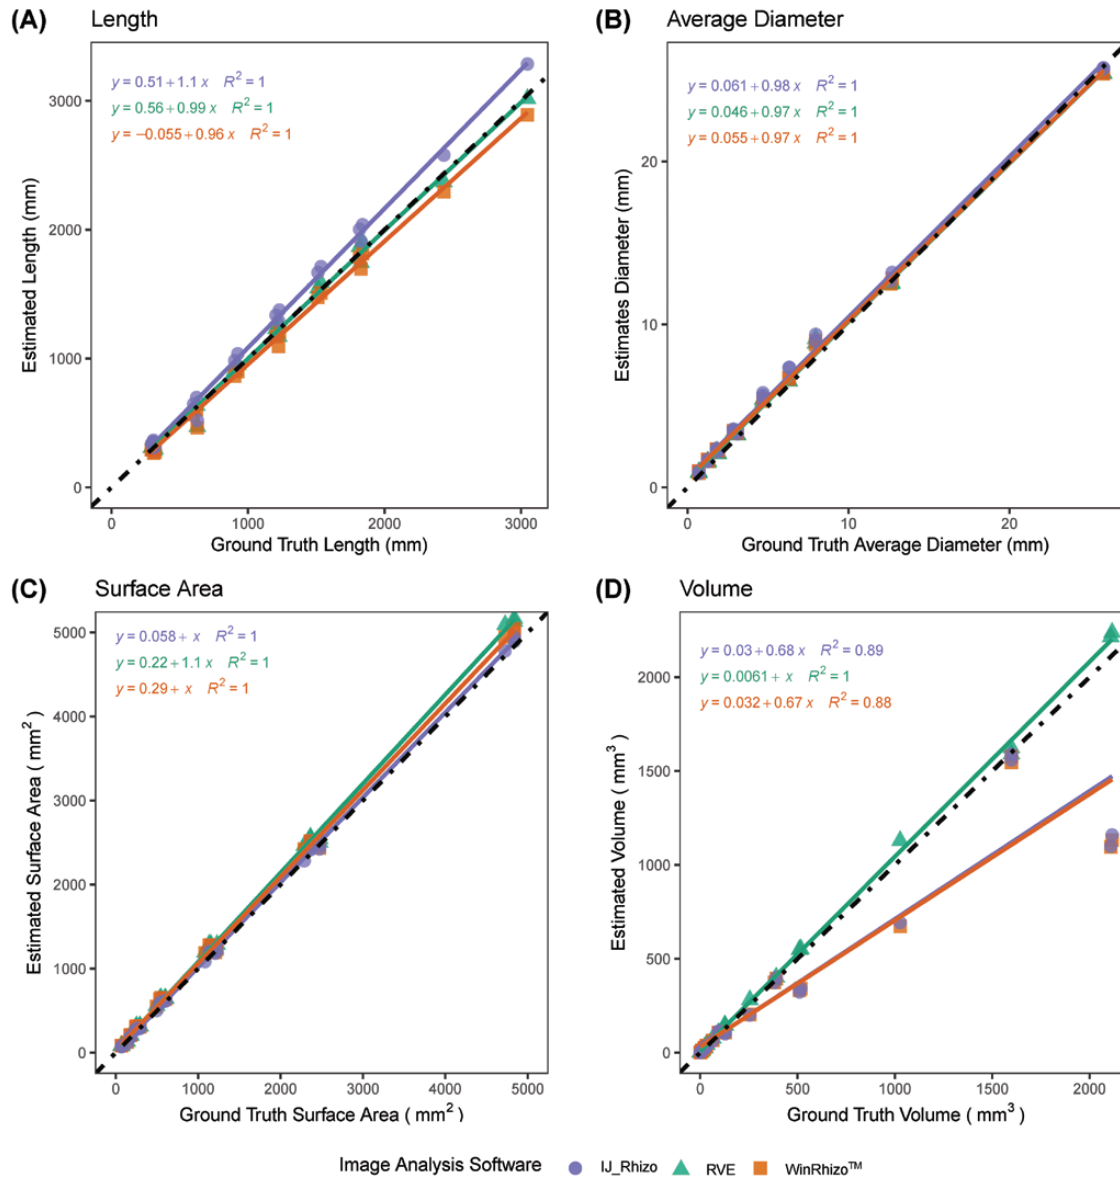 (A) Length
y = 0.51 + 1.1 x R² = 1
y = 0.56 + 0.99 x R² = 1
y = −0.055 + 0.96 x R² = 1
3000
2000
1000
0
Estimated Length (mm)
0 1000 2000 3000
Ground Truth Length (mm)
(B) Average Diameter
y = 0.061 + 0.98 x R² = 1
y = 0.046 + 0.97 x R² = 1
y = 0.055 + 0.97 x R² = 1
20
10
0
Estimates Diameter (mm)
0 10 20
Ground Truth Average Diameter (mm)
(C) Surface Area
y = 0.058 + x R² = 1
y = 0.22 + 1.1 x R² = 1
y = 0.29 + x R² = 1
5000
4000
3000
2000
1000
0
Estimated Surface Area ( mm² )
0 1000 2000 3000 4000 5000
Ground Truth Surface Area ( mm² )
(D) Volume
y = 0.03 + 0.68 x R² = 0.89
y = 0.0061 + x R² = 1
y = 0.032 + 0.67 x R² = 0.88
2000
1500
1000
500
0
Estimated Volume ( mm³ )
0 500 1000 1500 2000
Ground Truth Volume ( mm³ )
Image Analysis Software IJ_Rhizo RVE WinRhizo™